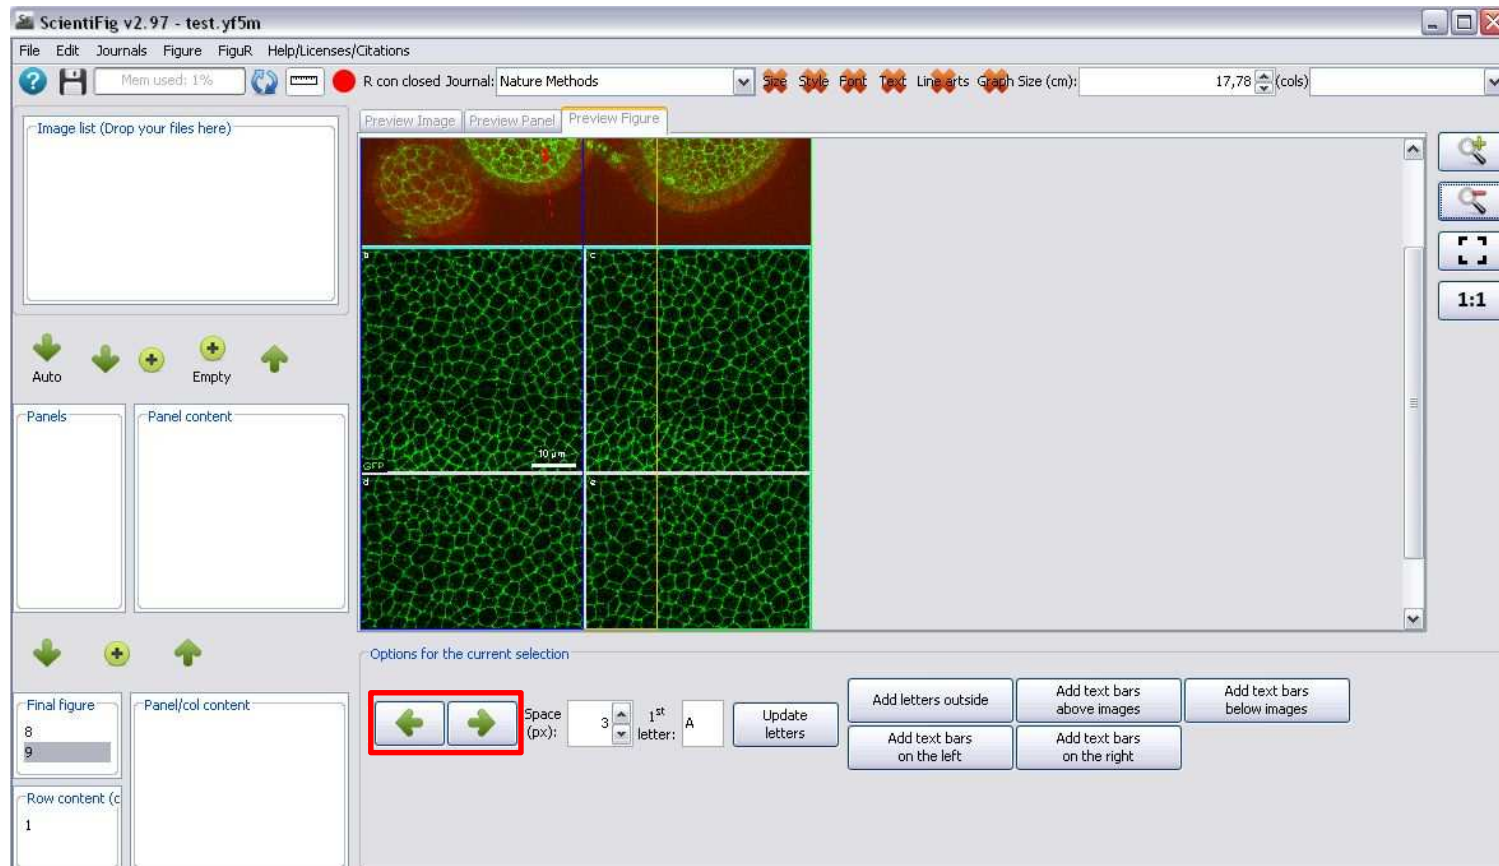 ScientiFig v2.97 - test.yf5m
File Edit Journals Figure FiguR Help/Licenses/Citations
Mem used: 1% R con closed Journal: Nature Methods Size Style Font Text Line arts Graph Size (cm): 17,78 (cols)
Image list (Drop your files here)
Preview Image Preview Panel Preview Figure
1:1
Auto Empty
Panels Panel content
b c
10 µm
GFP
d e
Options for the current selection
Final figure Panel/col content
8
9
Row content (c
1
Space (px): 3 1st letter: A
Update
letters
Add letters outside
Add text bars
above images
Add text bars
below images
Add text bars
on the left
Add text bars
on the right